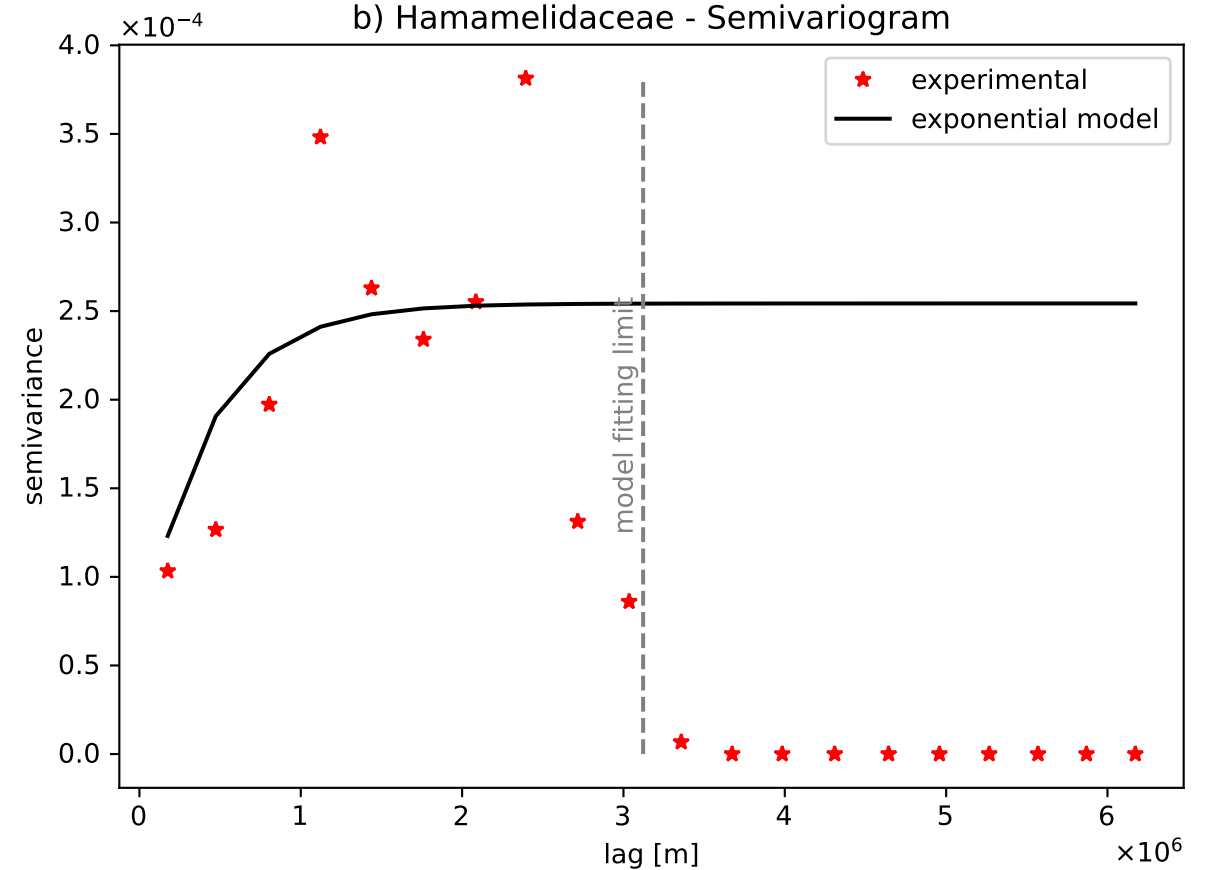 b) Hamamelidaceae - Semivariogram
×10⁻⁴
4.0
3.5
3.0
2.5
2.0
1.5
1.0
0.5
0.0
semivariance
experimental
exponential model
model fitting limit
0 1 2 3 4 5 6
lag [m]
×10⁶